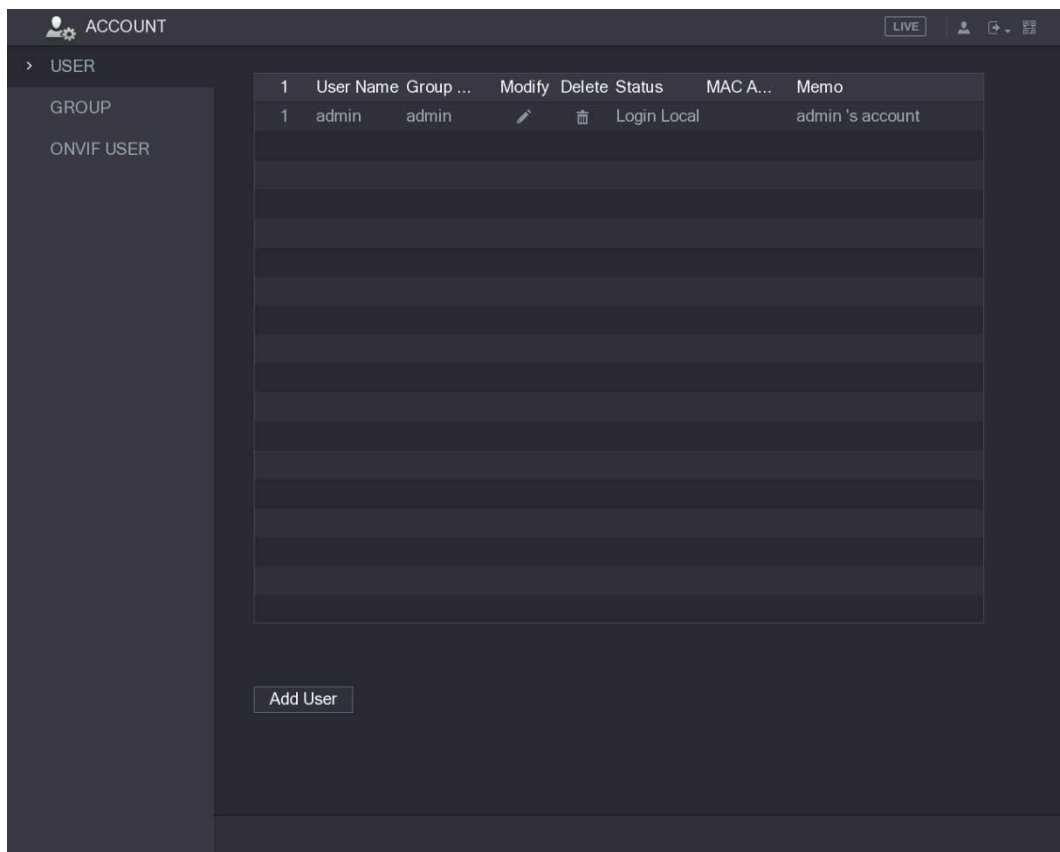 ACCOUNT LIVE
USER
GROUP
ONVIF USER
1 User Name Group ... Modify Delete Status MAC A... Memo
1 admin admin Login Local admin 's account
Add User